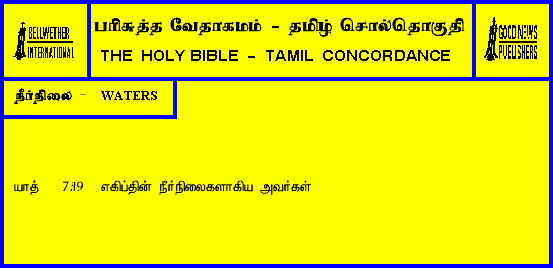 BELLWETHER
INTERNATIONAL
பரிசுத்த வேதாகமம் - தமிழ் சொல்தொகுதி
THE HOLY BIBLE - TAMIL CONCORDANCE
GOOD NEWS
PUBLISHERS
நீர்நிலை - WATERS
யாத் 7:19 எகிப்தின் நீர்நிலைகளாகிய அவர்கள்